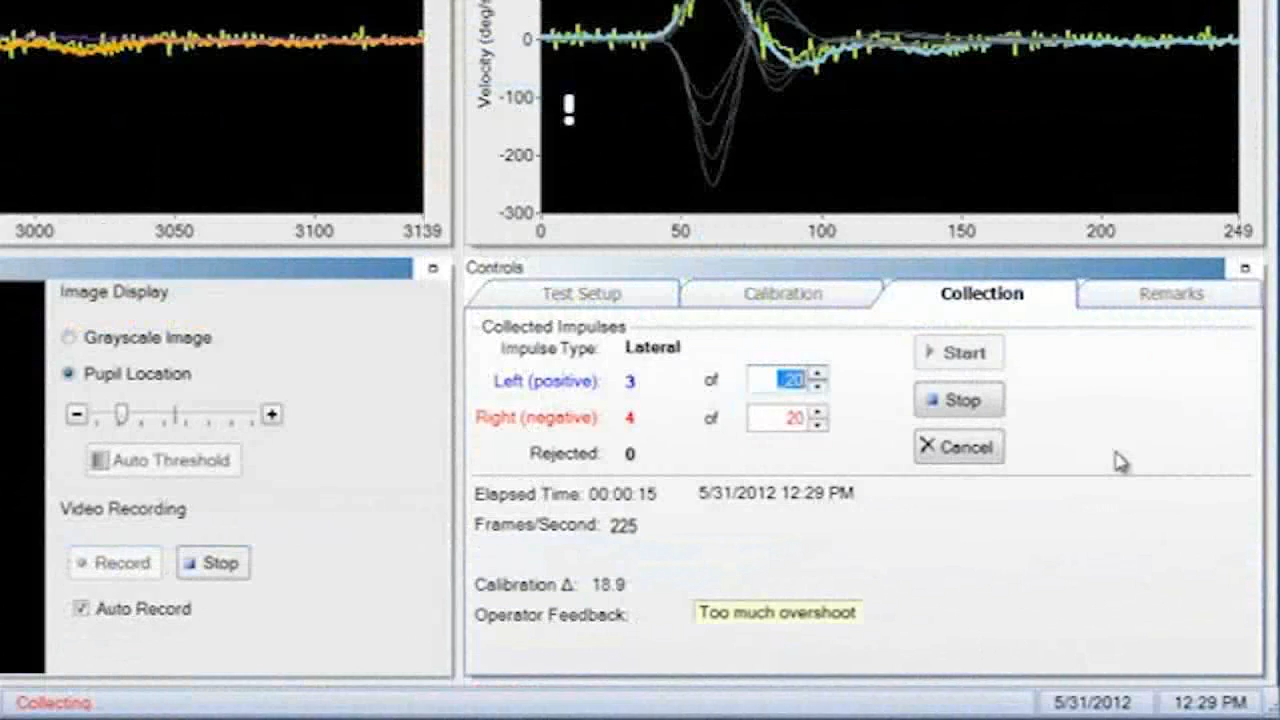 Velocity (deg/s
0
-100
!
-200
-300
3000 3050 3100 3139
0 50 100 150 200 249
Controls
Image Display
Grayscale Image
Pupil Location
Auto Threshold
Video Recording
Record Stop
Auto Record
Test Setup Calibration Collection Remarks
Collected Impulses
Impulse Type: Lateral
Left (positive): 3 of 20
Right (negative): 4 of 20
Rejected: 0
Start
Stop
Cancel
Elapsed Time: 00:00:15 5/31/2012 12:29 PM
Frames/Second: 225
Calibration Δ: 18.9
Operator Feedback: Too much overshoot
Collecting... 5/31/2012 12:29 PM